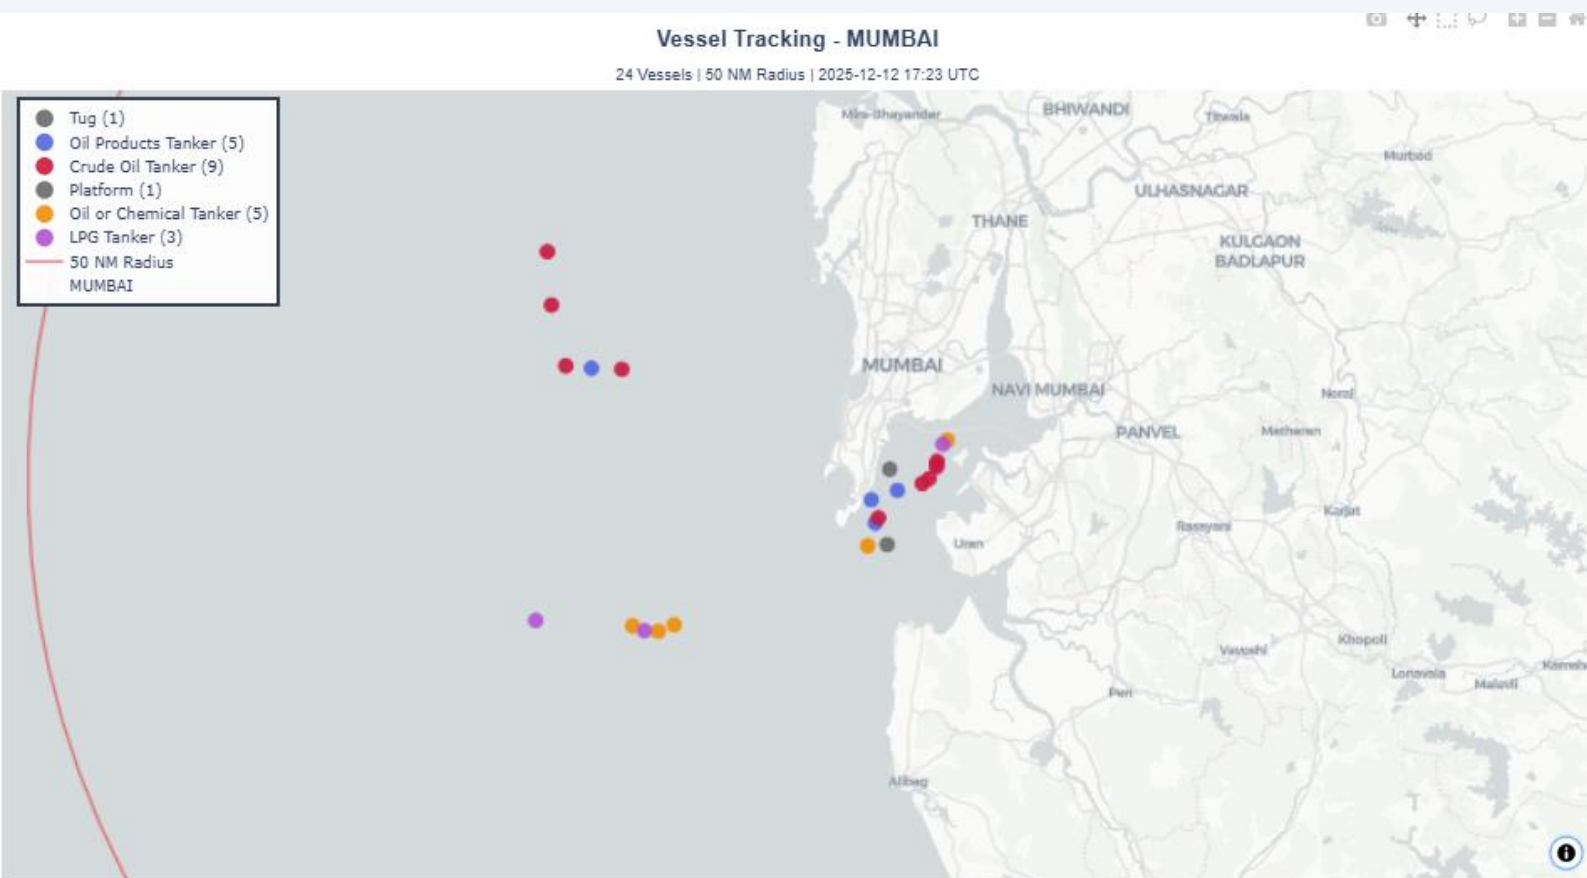 Vessel Tracking - MUMBAI
24 Vessels | 50 NM Radius | 2025-12-12 17:23 UTC
Tug (1)
Oil Products Tanker (5)
Crude Oil Tanker (9)
Platform (1)
Oil or Chemical Tanker (5)
LPG Tanker (3)
50 NM Radius
MUMBAI
Mira-Bhayander
BHIWANDI
Titwala
Murbad
ULHASNAGAR
THANE
KULGAON
BADLAPUR
MUMBAI
NAVI MUMBAI
Neral
PANVEL
Matheran
Karjat
Rasayani
Uran
Khopoli
Vavoshi
Lonavala
Malavli
Pen
Alibag